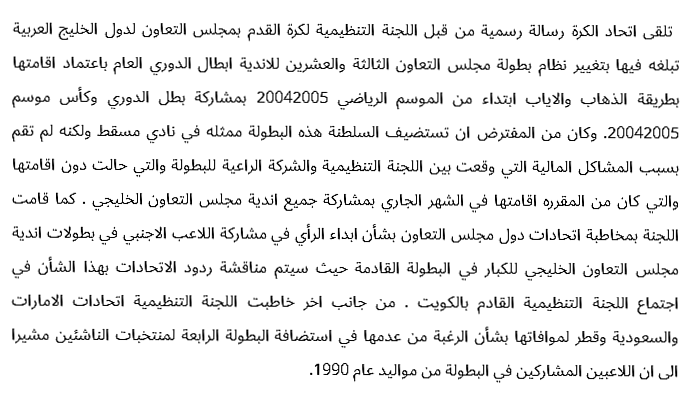 تلقى اتحاد الكرة رسالة رسمية من قبل اللجنة التنظيمية لكرة القدم بمجلس التعاون لدول الخليج العربية
تبلغه فيها بتغيير نظام بطولة مجلس التعاون الثالثة والعشرين للاندية ابطال الدوري العام باعتماد اقامتها
بطريقة الذهاب والاياب ابتداء من الموسم الرياضي 20042005 بمشاركة بطل الدوري وكأس موسم
20042005. وكان من المفترض ان تستضيف السلطنة هذه البطولة ممثله في نادي مسقط ولكنه لم تقم
بسبب المشاكل المالية التي وقعت بين اللجنة التنظيمية والشركة الراعية للبطولة والتي حالت دون اقامتها
والتي كان من المقرره اقامتها في الشهر الجاري بمشاركة جميع اندية مجلس التعاون الخليجي . كما قامت
اللجنة بمخاطبة اتحادات دول مجلس التعاون بشأن ابداء الرأي في مشاركة اللاعب الاجنبي في بطولات اندية
مجلس التعاون الخليجي للكبار في البطولة القادمة حيث سيتم مناقشة ردود الاتحادات بهذا الشأن في
اجتماع اللجنة التنظيمية القادم بالكويت . من جانب اخر خاطبت اللجنة التنظيمية اتحادات الامارات
والسعودية وقطر لموافاتها بشأن الرغبة من عدمها في استضافة البطولة الرابعة لمنتخبات الناشئين مشيرا
الى ان اللاعبين المشاركين في البطولة من مواليد عام 1990.